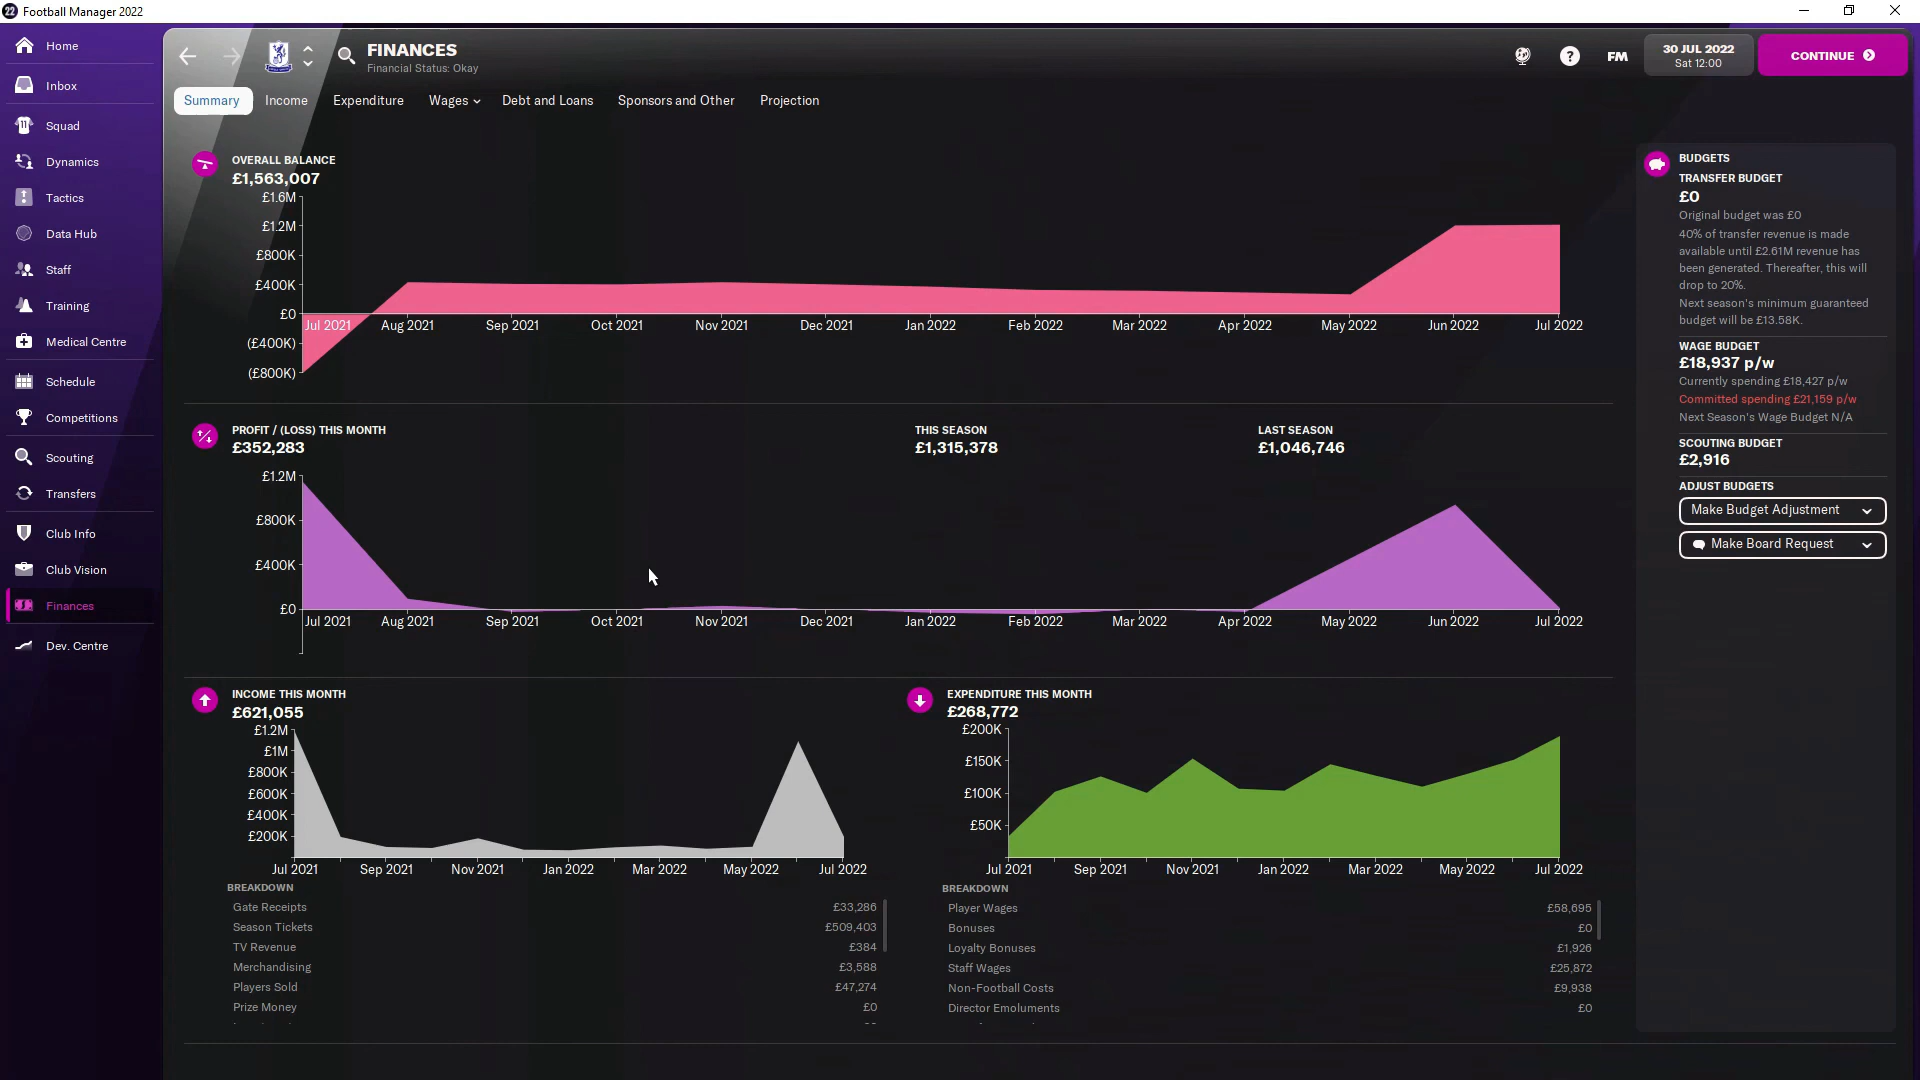 22 Football Manager 2022
Home
Inbox
11 Squad
Dynamics
Tactics
Data Hub
Staff
Training
Medical Centre
Schedule
Competitions
Scouting
Transfers
Club Info
Club Vision
Finances
Dev. Centre
FINANCES
Financial Status: Okay
?
FM
30 JUL 2022
Sat 12:00
CONTINUE
Summary Income Expenditure Wages Debt and Loans Sponsors and Other Projection
OVERALL BALANCE
£1,563,007
£1.6M
£1.2M
£800K
£400K
£0
(£400K)
(£800K)
Jul 2021 Aug 2021 Sep 2021 Oct 2021 Nov 2021 Dec 2021 Jan 2022 Feb 2022 Mar 2022 Apr 2022 May 2022 Jun 2022 Jul 2022
PROFIT / (LOSS) THIS MONTH
£352,283
THIS SEASON
£1,315,378
LAST SEASON
£1,046,746
£1.2M
£800K
£400K
£0
Jul 2021 Aug 2021 Sep 2021 Oct 2021 Nov 2021 Dec 2021 Jan 2022 Feb 2022 Mar 2022 Apr 2022 May 2022 Jun 2022 Jul 2022
INCOME THIS MONTH
£621,055
£1.2M
£1M
£800K
£600K
£400K
£200K
Jul 2021 Sep 2021 Nov 2021 Jan 2022 Mar 2022 May 2022 Jul 2022
BREAKDOWN
Gate Receipts £33,286
Season Tickets £509,403
TV Revenue £384
Merchandising £3,588
Players Sold £47,274
Prize Money £0
EXPENDITURE THIS MONTH
£268,772
£200K
£150K
£100K
£50K
Jul 2021 Sep 2021 Nov 2021 Jan 2022 Mar 2022 May 2022 Jul 2022
BREAKDOWN
Player Wages £58,695
Bonuses £0
Loyalty Bonuses £1,926
Staff Wages £25,872
Non-Football Costs £9,938
Director Emoluments £0
BUDGETS
TRANSFER BUDGET
£0
Original budget was £0
40% of transfer revenue is made
available until £2.61M revenue has
been generated. Thereafter, this will
drop to 20%.
Next season's minimum guaranteed
budget will be £13.58K.
WAGE BUDGET
£18,937 p/w
Currently spending £18,427 p/w
Committed spending £21,159 p/w
Next Season's Wage Budget N/A
SCOUTING BUDGET
£2,916
ADJUST BUDGETS
Make Budget Adjustment
Make Board Request